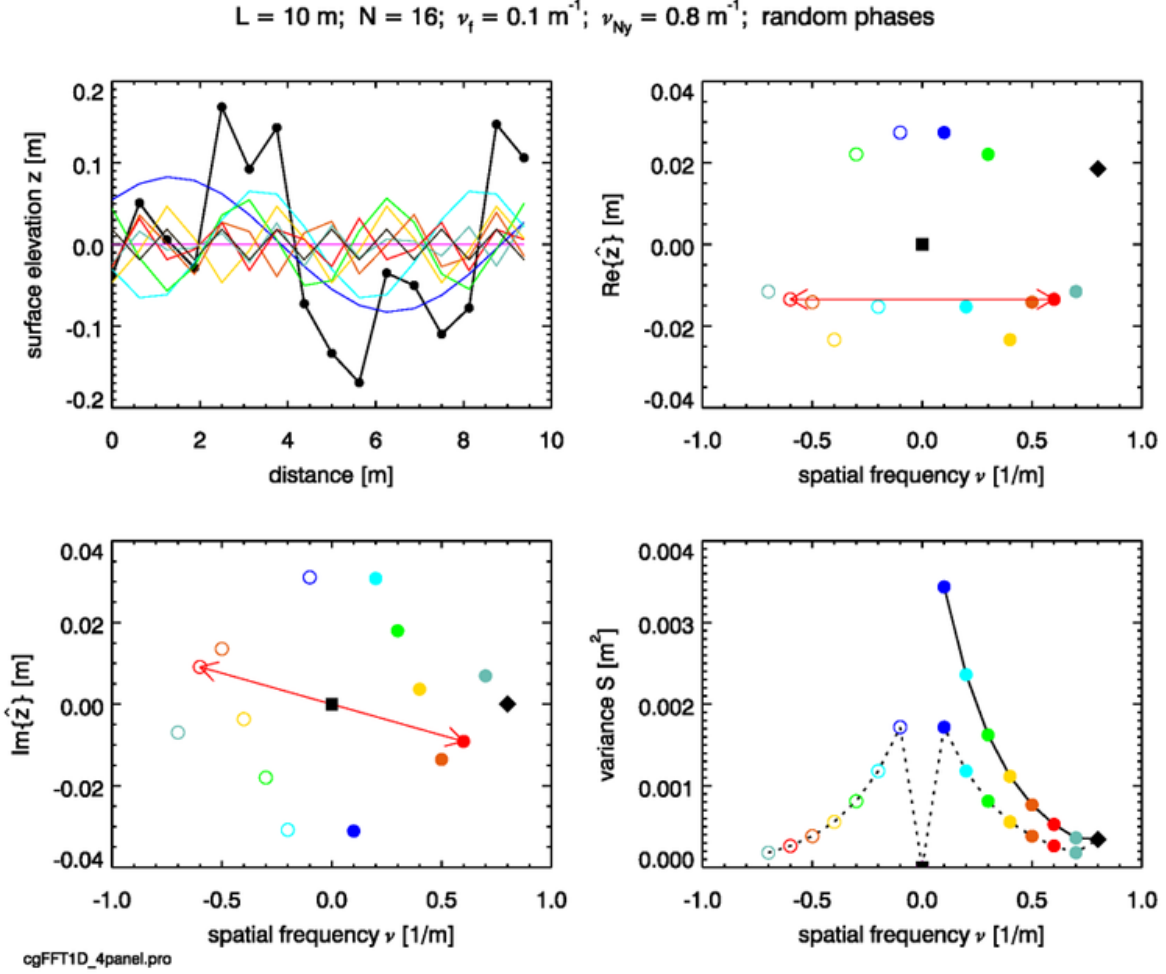 L = 10 m; N = 16; νf = 0.1 m⁻¹; νNy = 0.8 m⁻¹; random phases
0.2
0.1
0.0
-0.1
-0.2
surface elevation z [m]
0 2 4 6 8 10
distance [m]
0.04
0.02
0.00
-0.02
-0.04
Re{ẑ} [m]
-1.0 -0.5 0.0 0.5 1.0
spatial frequency ν [1/m]
0.04
0.02
0.00
-0.02
-0.04
Im{ẑ} [m]
-1.0 -0.5 0.0 0.5 1.0
spatial frequency ν [1/m]
0.004
0.003
0.002
0.001
0.000
variance S [m²]
-1.0 -0.5 0.0 0.5 1.0
spatial frequency ν [1/m]
cgFFT1D_4panel.pro